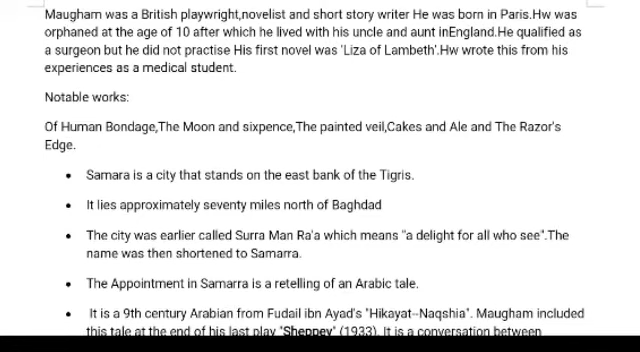 Maugham was a British playwright,novelist and short story writer He was born in Paris.Hw was
orphaned at the age of 10 after which he lived with his uncle and aunt inEngland.He qualified as
a surgeon but he did not practise His first novel was 'Liza of Lambeth'.Hw wrote this from his
experiences as a medical student.
Notable works:
Of Human Bondage,The Moon and sixpence,The painted veil,Cakes and Ale and The Razor's
Edge.
• Samara is a city that stands on the east bank of the Tigris.
• It lies approximately seventy miles north of Baghdad
• The city was earlier called Surra Man Ra'a which means "a delight for all who see".The
name was then shortened to Samarra.
• The Appointment in Samarra is a retelling of an Arabic tale.
• It is a 9th century Arabian from Fudail ibn Ayad's "Hikayat--Naqshia". Maugham included
this tale at the end of his last play "Sheppey" (1933). It is a conversation between